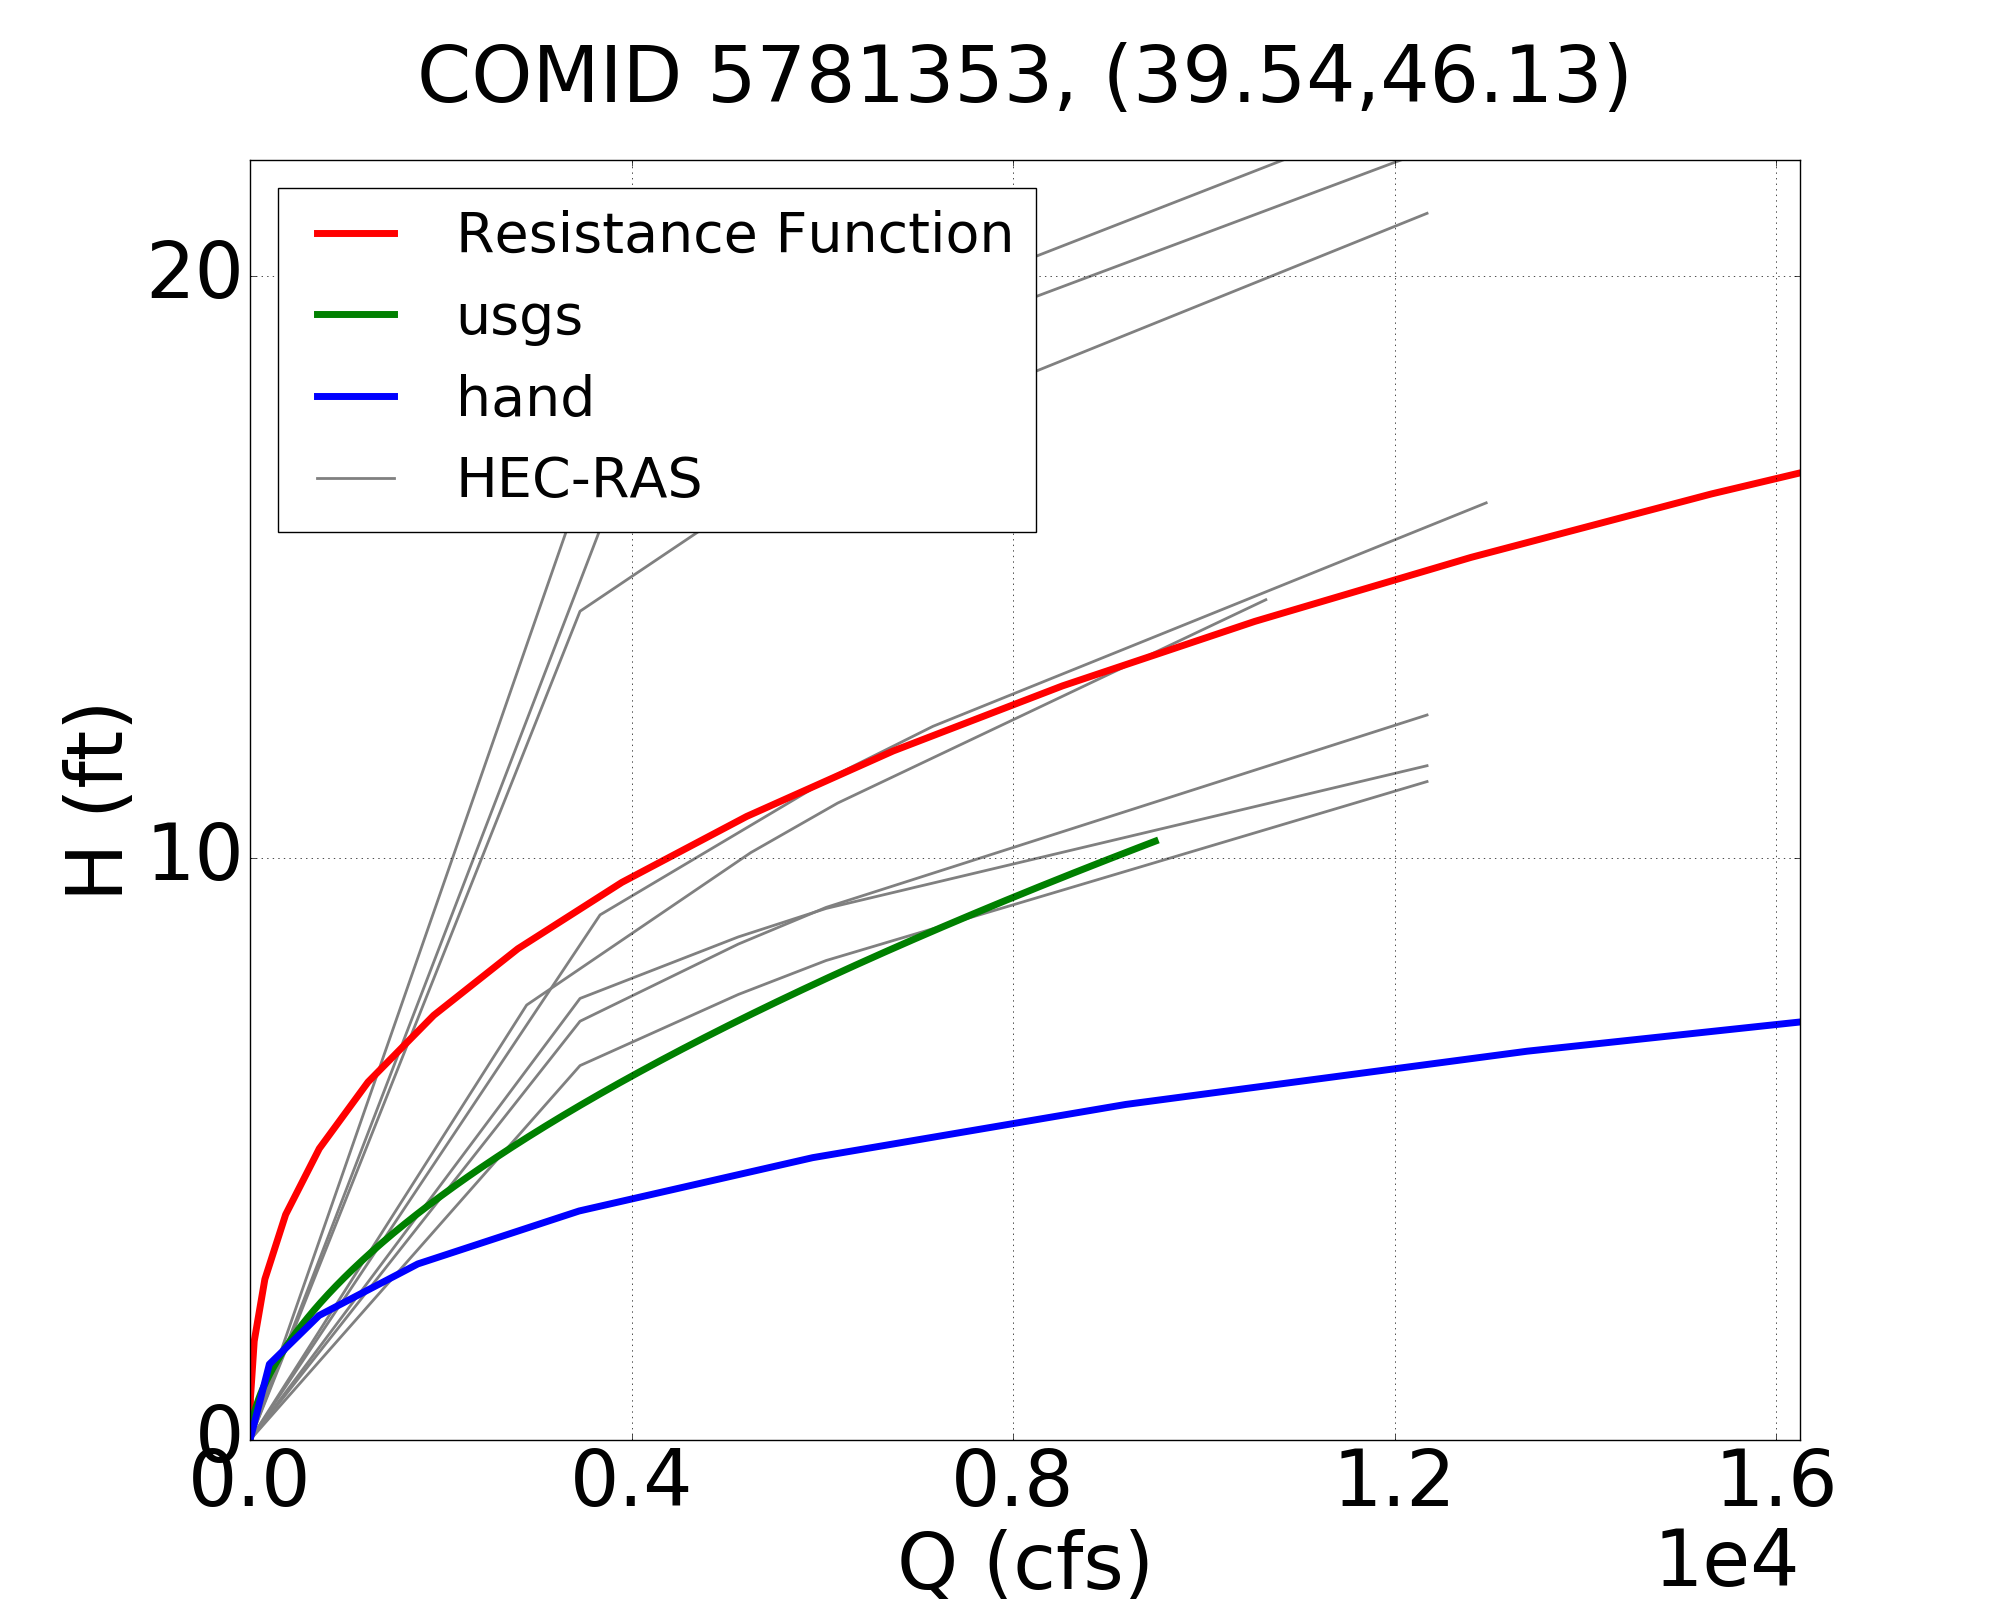 COMID 5781353, (39.54,46.13)
Resistance Function
usgs
hand
HEC-RAS
20
10
0
H (ft)
0.0 0.4 0.8 1.2 1.6
1e4
Q (cfs)